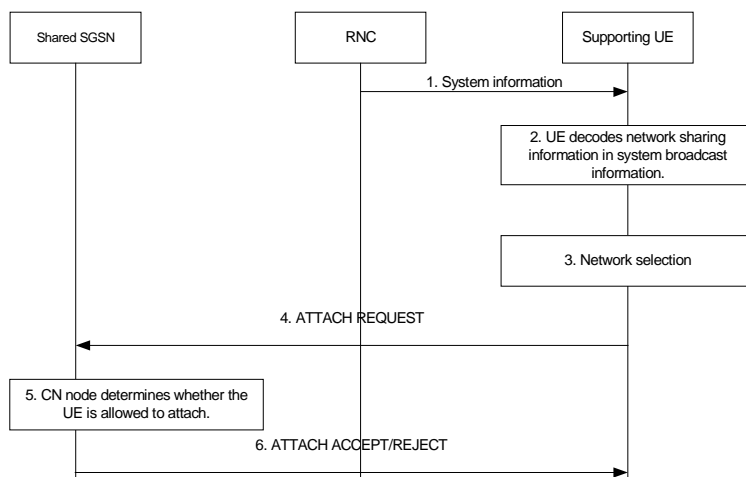 Shared SGSN
RNC
Supporting UE
1. System information
2. UE decodes network sharing
information in system broadcast
information.
3. Network selection
4. ATTACH REQUEST
5. CN node determines whether the
UE is allowed to attach.
6. ATTACH ACCEPT/REJECT